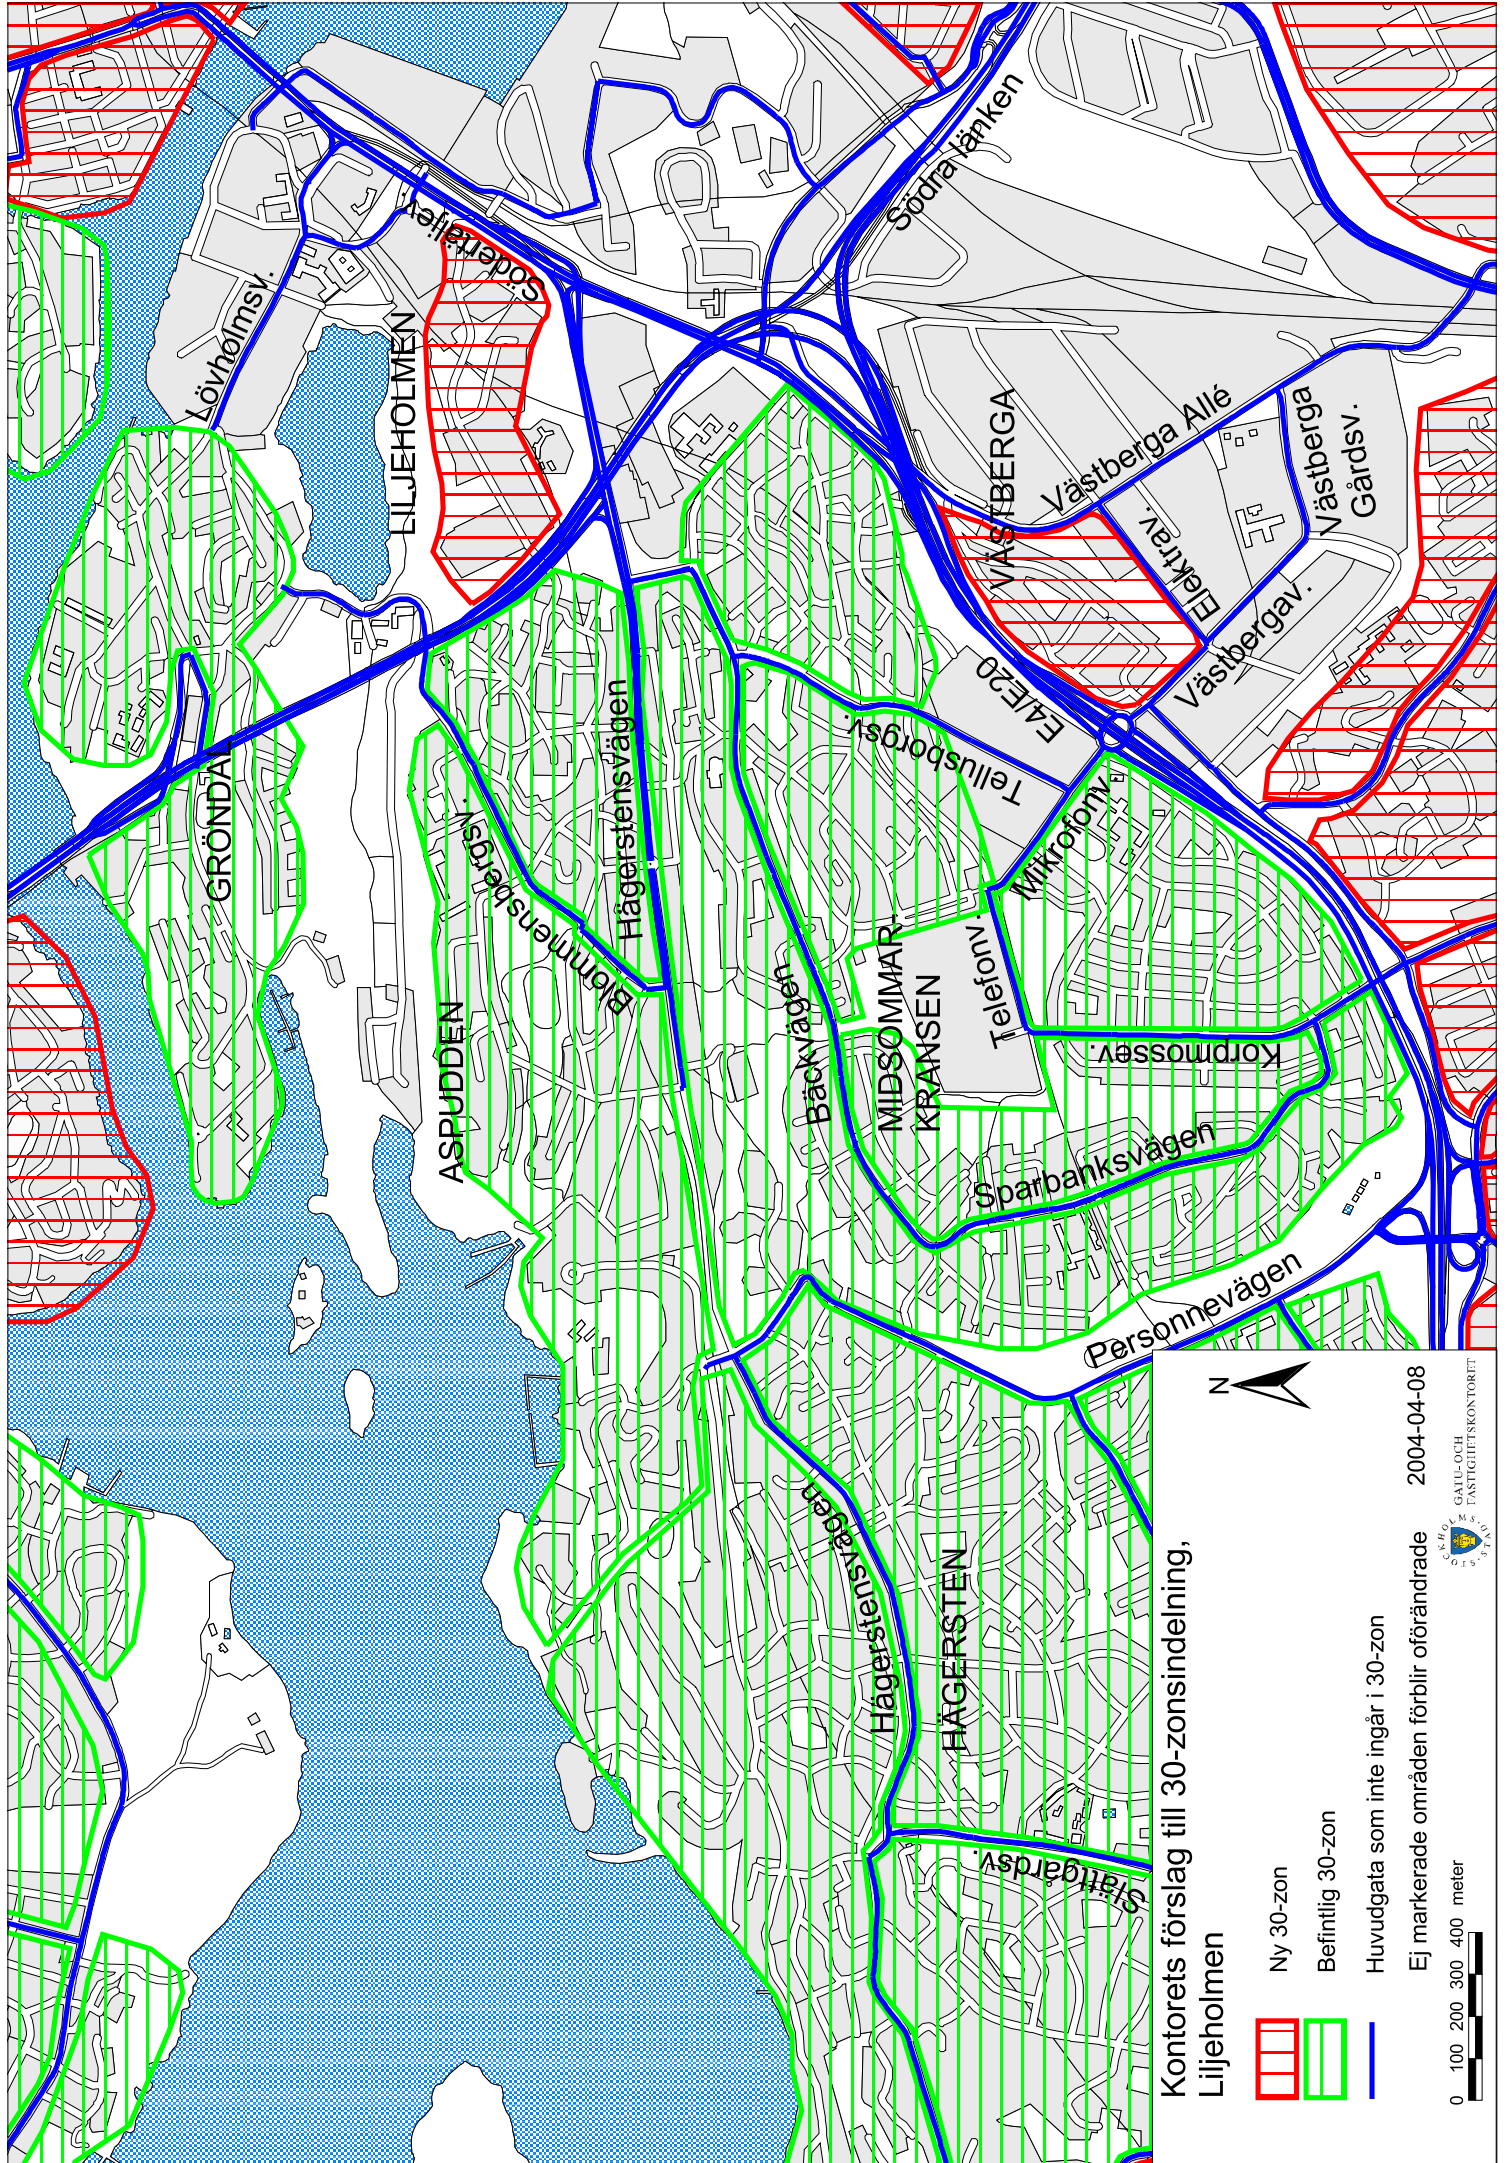 LILJEHOLMEN
Lövholmsv.
Södertäljev.
Södra länken
GRÖNDAL
ASPUDDEN
Blommensbergsv.
Hägerstensvägen
VÄSTBERGA
Västberga Allé
Västberga
Gårdsv.
Elektrav.
Västbergav.
E4/E20
Tellusborgsv.
Mikrofonv.
Telefonv.
MIDSOMMAR-
KRANSEN
Bäckvägen
Korpmossev.
Sparbanksvägen
Personnevägen
Hägerstensvägen
HÄGERSTEN
Slättgårdsv.
Kontorets förslag till 30-zonsindelning,
Liljeholmen
N
Ny 30-zon
Befintlig 30-zon
Huvudgata som inte ingår i 30-zon
Ej markerade områden förblir oförändrade
2004-04-08
0 100 200 300 400 meter
STOCKHOLMS STAD
GATU- OCH
FASTIGHETSKONTORET